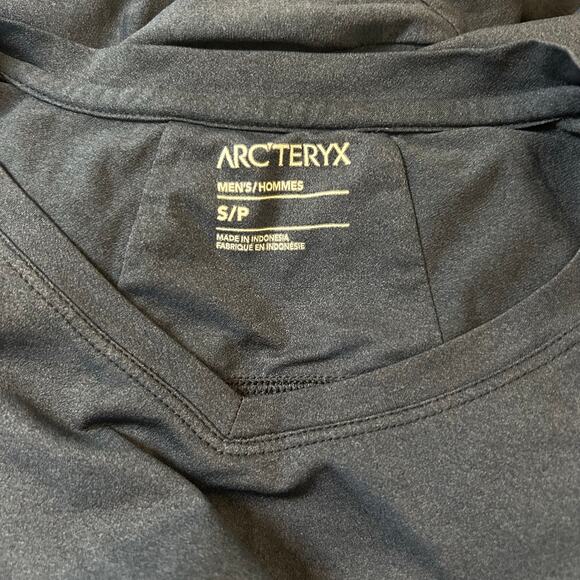 ARC'TERYX
MEN'S/HOMMES
S/P
MADE IN INDONESIA
FABRIQUÉ EN INDONÉSIE